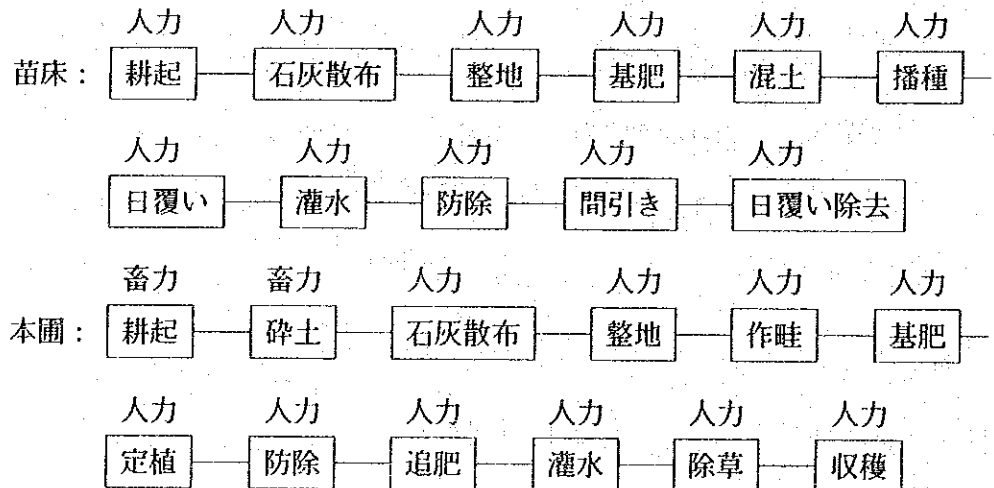 人力 人力 人力 人力 人力 人力
苗床： 耕起 石灰散布 整地 基肥 混土 播種
人力 人力 人力 人力 人力
日覆い 灌水 防除 間引き 日覆い除去
畜力 畜力 人力 人力 人力 人力
本圃： 耕起 砕土 石灰散布 整地 作畦 基肥
人力 人力 人力 人力 人力 人力
定植 防除 追肥 灌水 除草 収穫